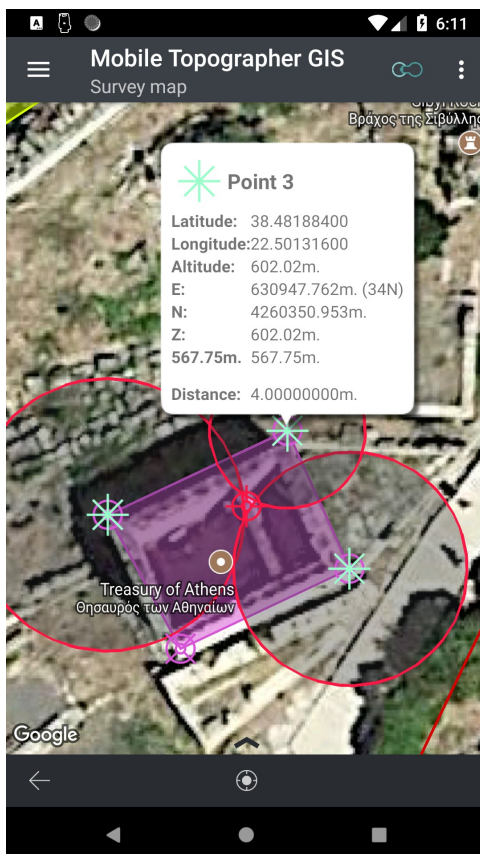 6:11
Mobile Topographer GIS
Survey map
Βράχος της Σιβύλλης
Point 3
Latitude: 38.48188400
Longitude:22.50131600
Altitude: 602.02m.
E: 630947.762m. (34N)
N: 4260350.953m.
Z: 602.02m.
567.75m. 567.75m.
Distance: 4.00000000m.
Treasury of Athens
Θησαυρός των Αθηναίων
Google